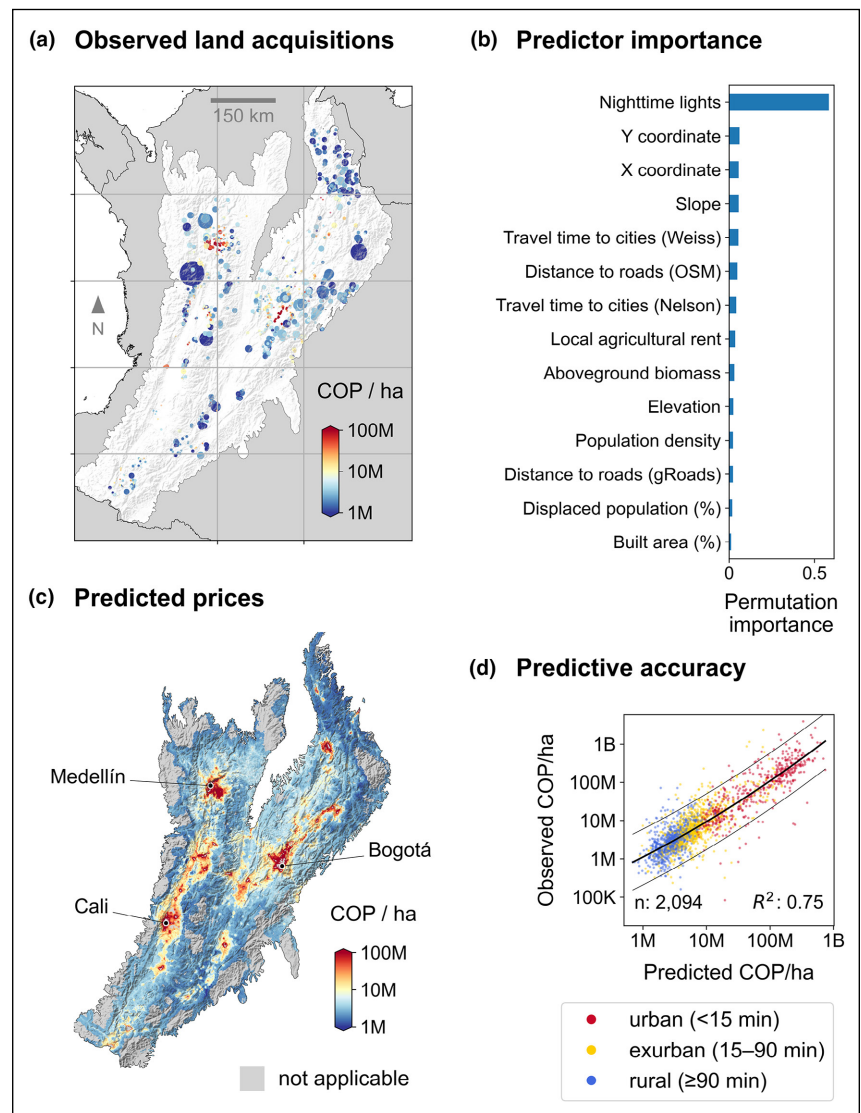 (a) Observed land acquisitions
150 km
N
COP / ha
100M
10M
1M
(b) Predictor importance
Nighttime lights
Y coordinate
X coordinate
Slope
Travel time to cities (Weiss)
Distance to roads (OSM)
Travel time to cities (Nelson)
Local agricultural rent
Aboveground biomass
Elevation
Population density
Distance to roads (gRoads)
Displaced population (%)
Built area (%)
0 0.5
Permutation
importance
(c) Predicted prices
Medellín
Bogotá
Cali
COP / ha
100M
10M
1M
not applicable
(d) Predictive accuracy
Observed COP/ha
1B
100M
10M
1M
100K
n: 2,094 R²: 0.75
1M 10M 100M 1B
Predicted COP/ha
urban (<15 min)
exurban (15–90 min)
rural (≥90 min)